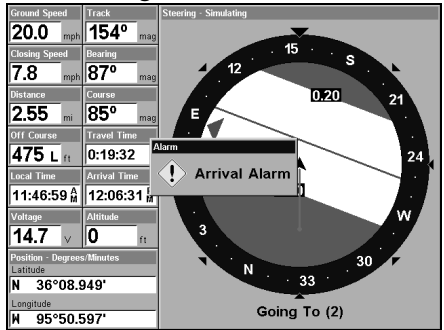 Ground Speed Track Steering - Simulating
20.0 mph 154° mag
Closing Speed Bearing
7.8 mph 87° mag
Distance Course
2.55 mi 85° mag
Off Course Travel Time
475 L ft 0:19:32
Local Time Arrival Time
11:46:59 AM 12:06:31
Voltage Altitude
14.7 V 0 ft
Position - Degrees/Minutes
Latitude
N 36°08.949'
Longitude
W 95°50.597'
15 S 21 24 W 30 33 N 3 E 12
0.20
Alarm
! Arrival Alarm
Going To (2)